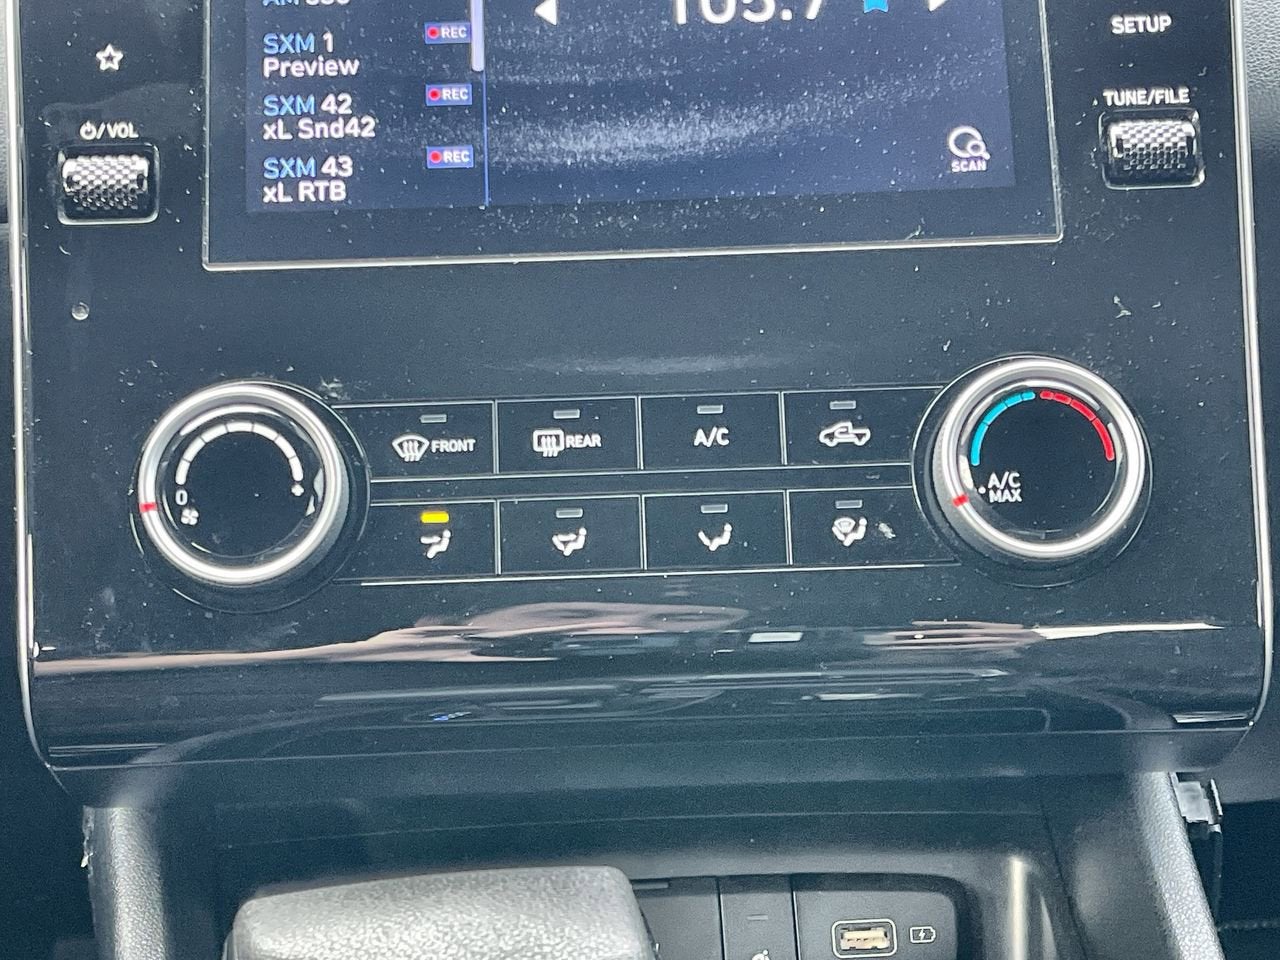 SXM 1
Preview
REC
SXM 42
xL Snd42
REC
SXM 43
xL RTB
REC
SCAN
SETUP
/VOL
TUNE/FILE
FRONT
REAR
A/C
0
+
A/C
MAX